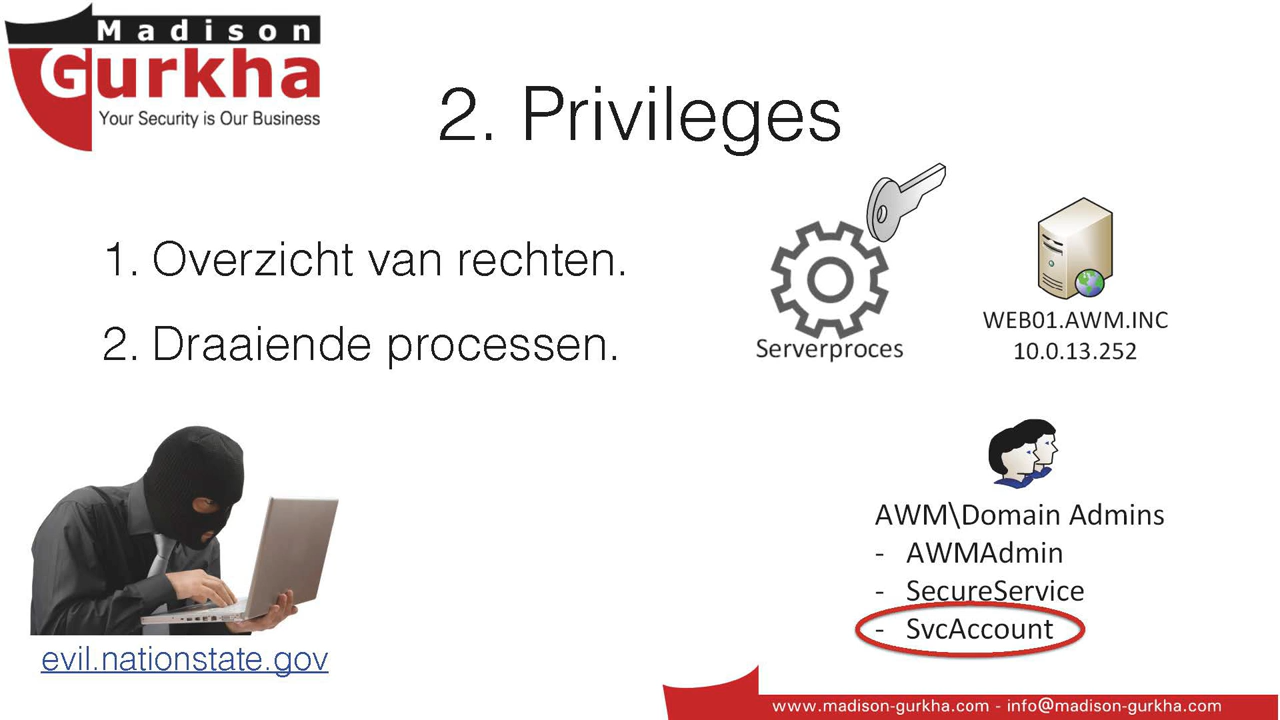 Madison
Gurkha
Your Security is Our Business
2. Privileges
1. Overzicht van rechten.
2. Draaiende processen.
Serverproces
WEB01.AWM.INC
10.0.13.252
AWM\Domain Admins
- AWMAdmin
- SecureService
- SvcAccount
evil.nationstate.gov
www.madison-gurkha.com - info@madison-gurkha.com